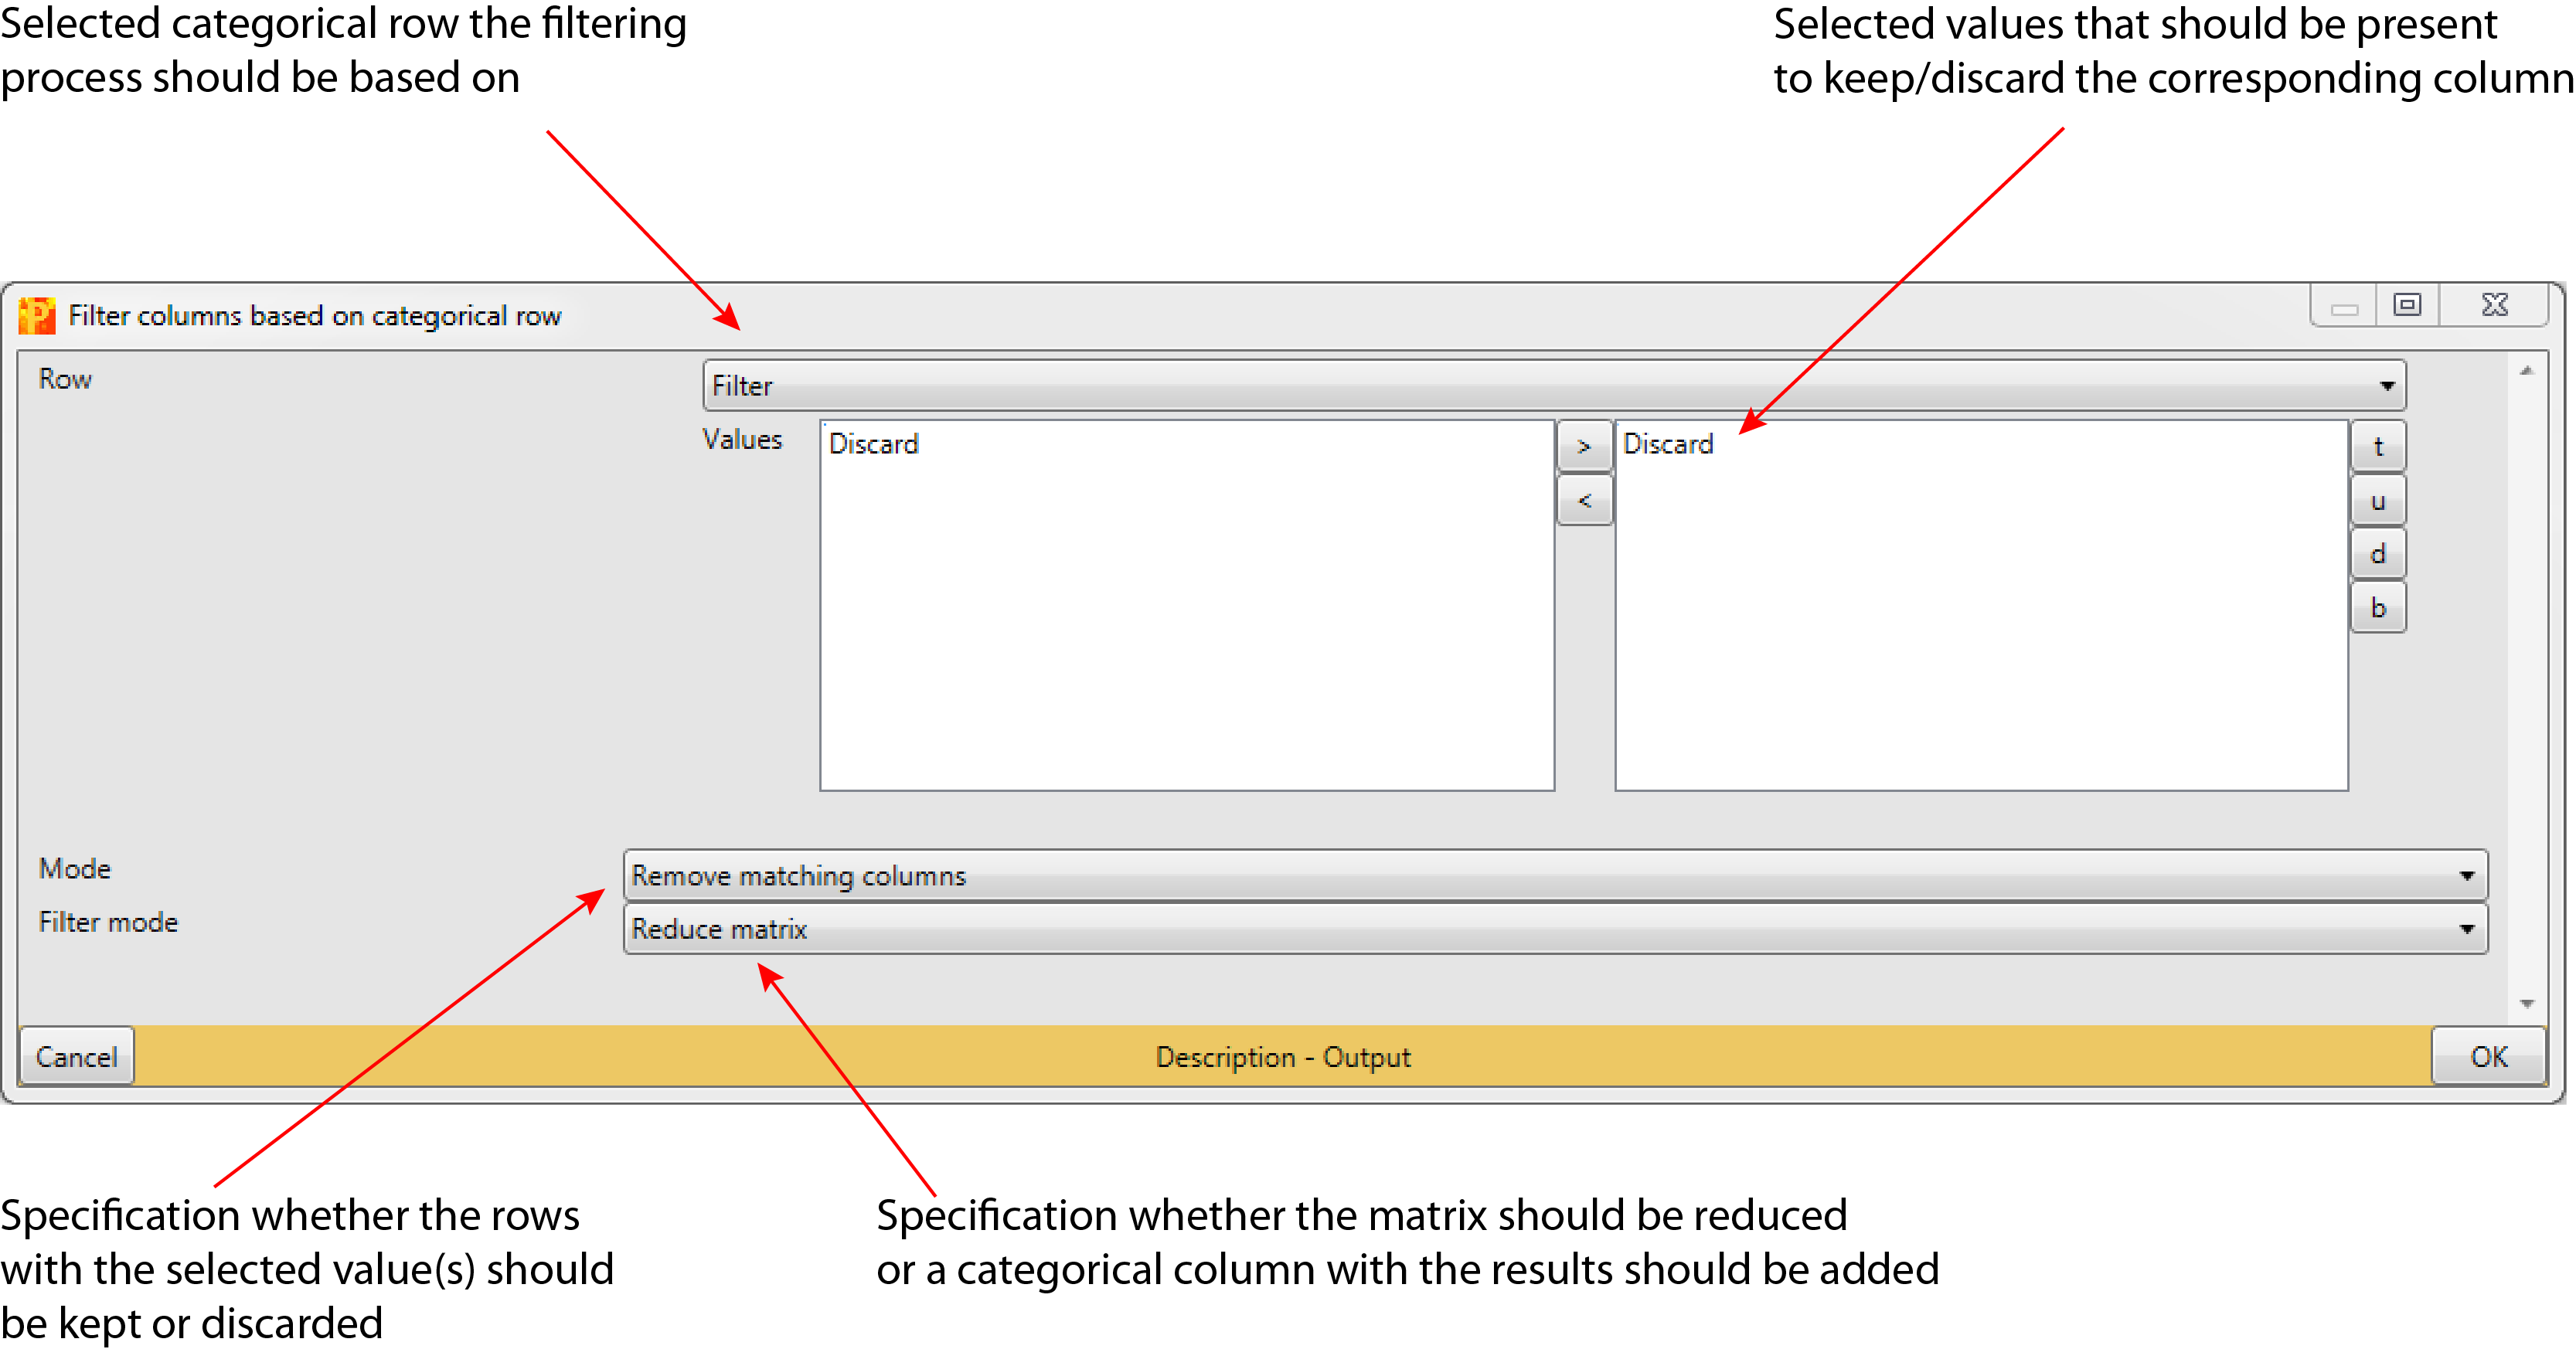 Selected categorical row the filtering
process should be based on
Selected values that should be present
to keep/discard the corresponding column
Filter columns based on categorical row
Row
Filter
Values
Discard
>
<
Discard
t
u
d
b
Mode
Remove matching columns
Filter mode
Reduce matrix
Cancel
Description - Output
OK
Specification whether the rows
with the selected value(s) should
be kept or discarded
Specification whether the matrix should be reduced
or a categorical column with the results should be added